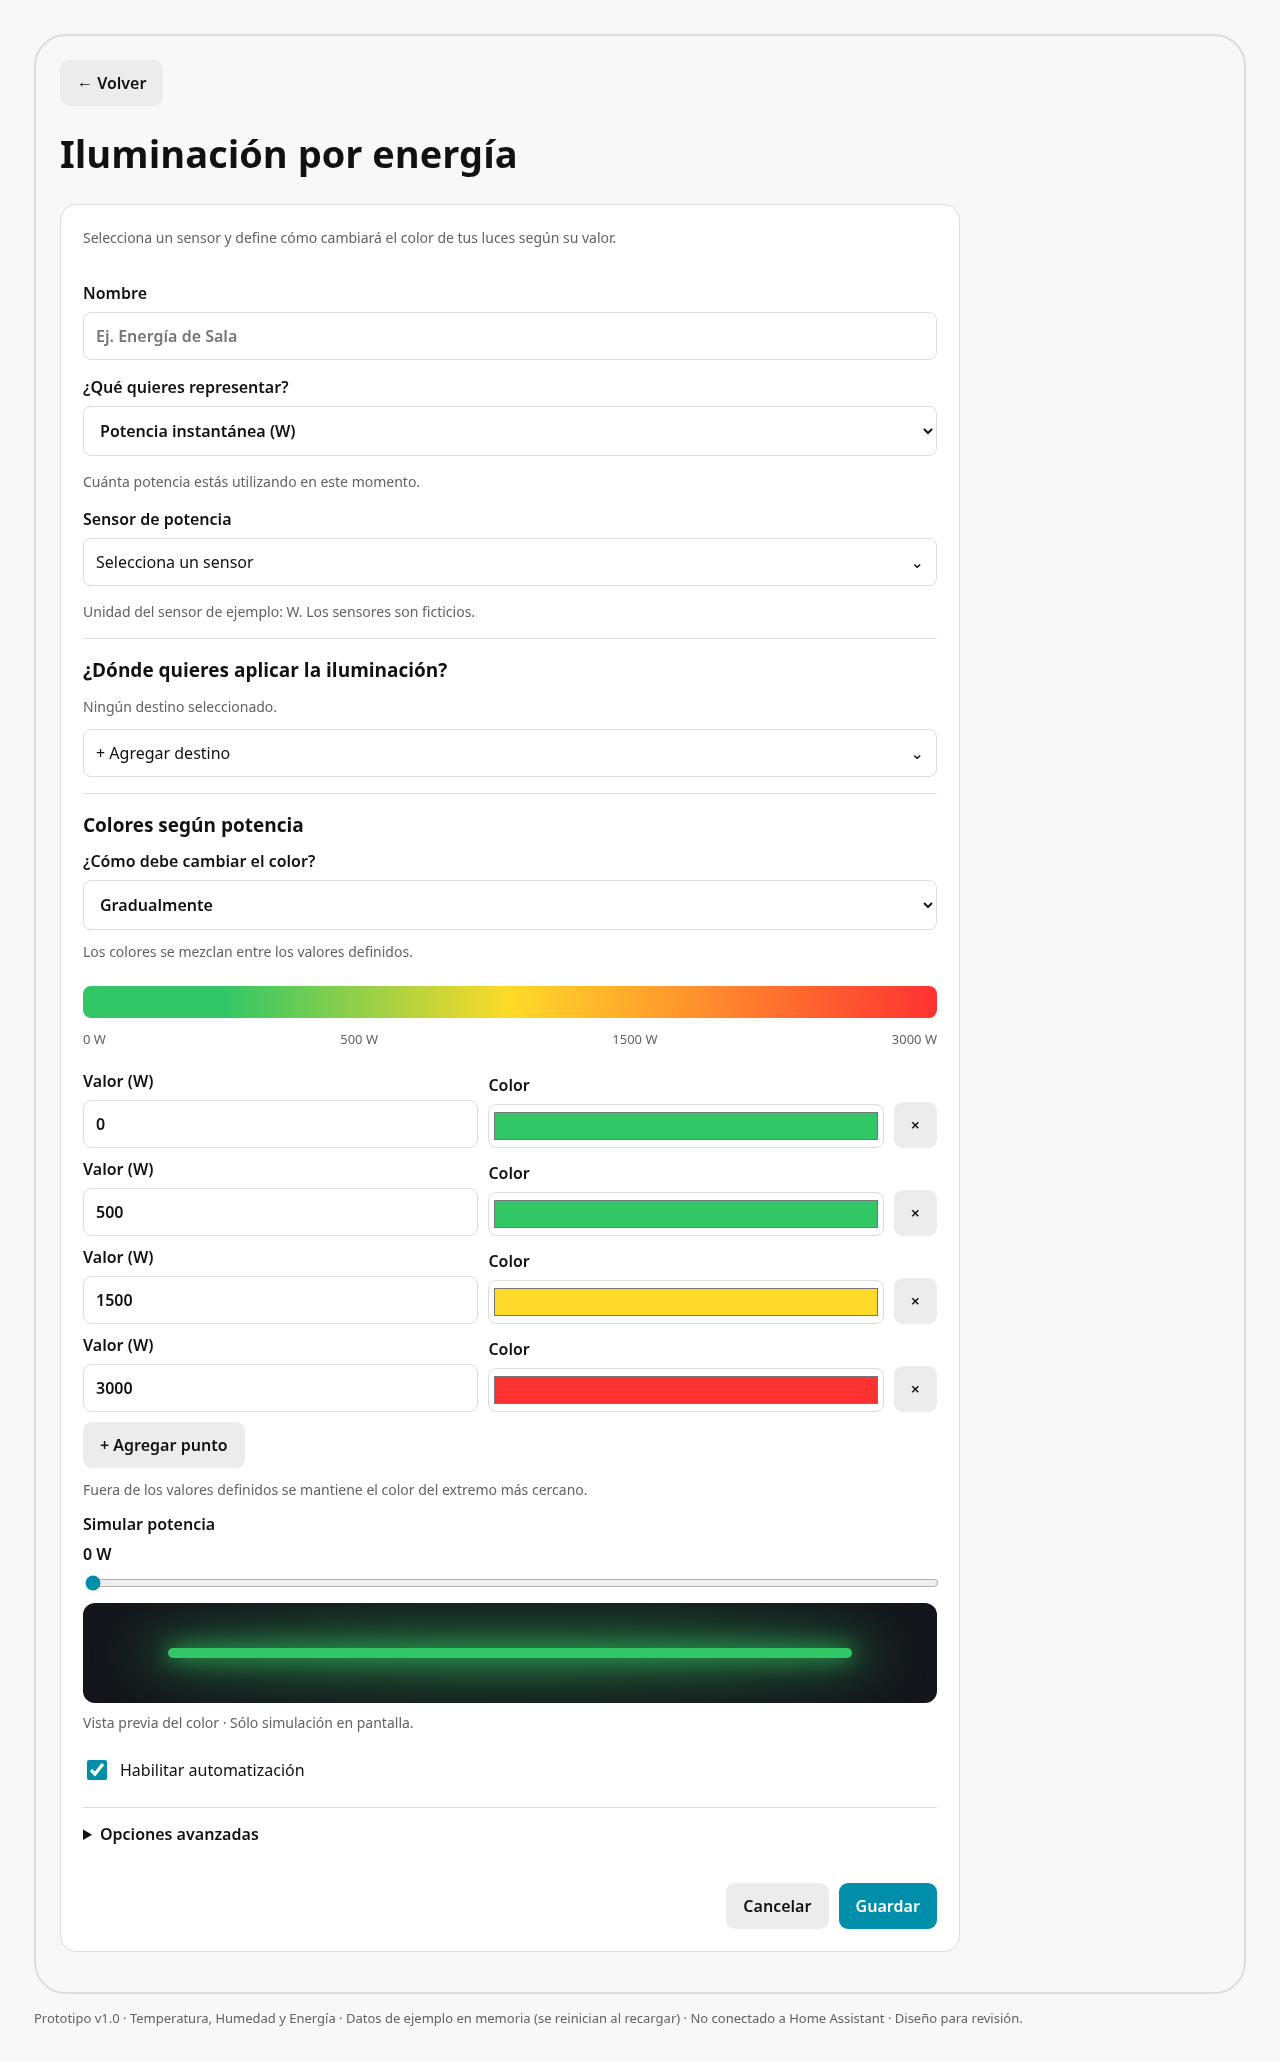 ← Volver
Iluminación por energía
Selecciona un sensor y define cómo cambiará el color de tus luces según su valor.
Nombre
Ej. Energía de Sala
¿Qué quieres representar?
Potencia instantánea (W)
Cuánta potencia estás utilizando en este momento.
Sensor de potencia
Selecciona un sensor
Unidad del sensor de ejemplo: W. Los sensores son ficticios.
¿Dónde quieres aplicar la iluminación?
Ningún destino seleccionado.
+ Agregar destino
Colores según potencia
¿Cómo debe cambiar el color?
Gradualmente
Los colores se mezclan entre los valores definidos.
0 W 500 W 1500 W 3000 W
Valor (W) Color
0 ×
Valor (W) Color
500 ×
Valor (W) Color
1500 ×
Valor (W) Color
3000 ×
+ Agregar punto
Fuera de los valores definidos se mantiene el color del extremo más cercano.
Simular potencia
0 W
Vista previa del color · Sólo simulación en pantalla.
Habilitar automatización
Opciones avanzadas
Cancelar Guardar
Prototipo v1.0 · Temperatura, Humedad y Energía · Datos de ejemplo en memoria (se reinician al recargar) · No conectado a Home Assistant · Diseño para revisión.